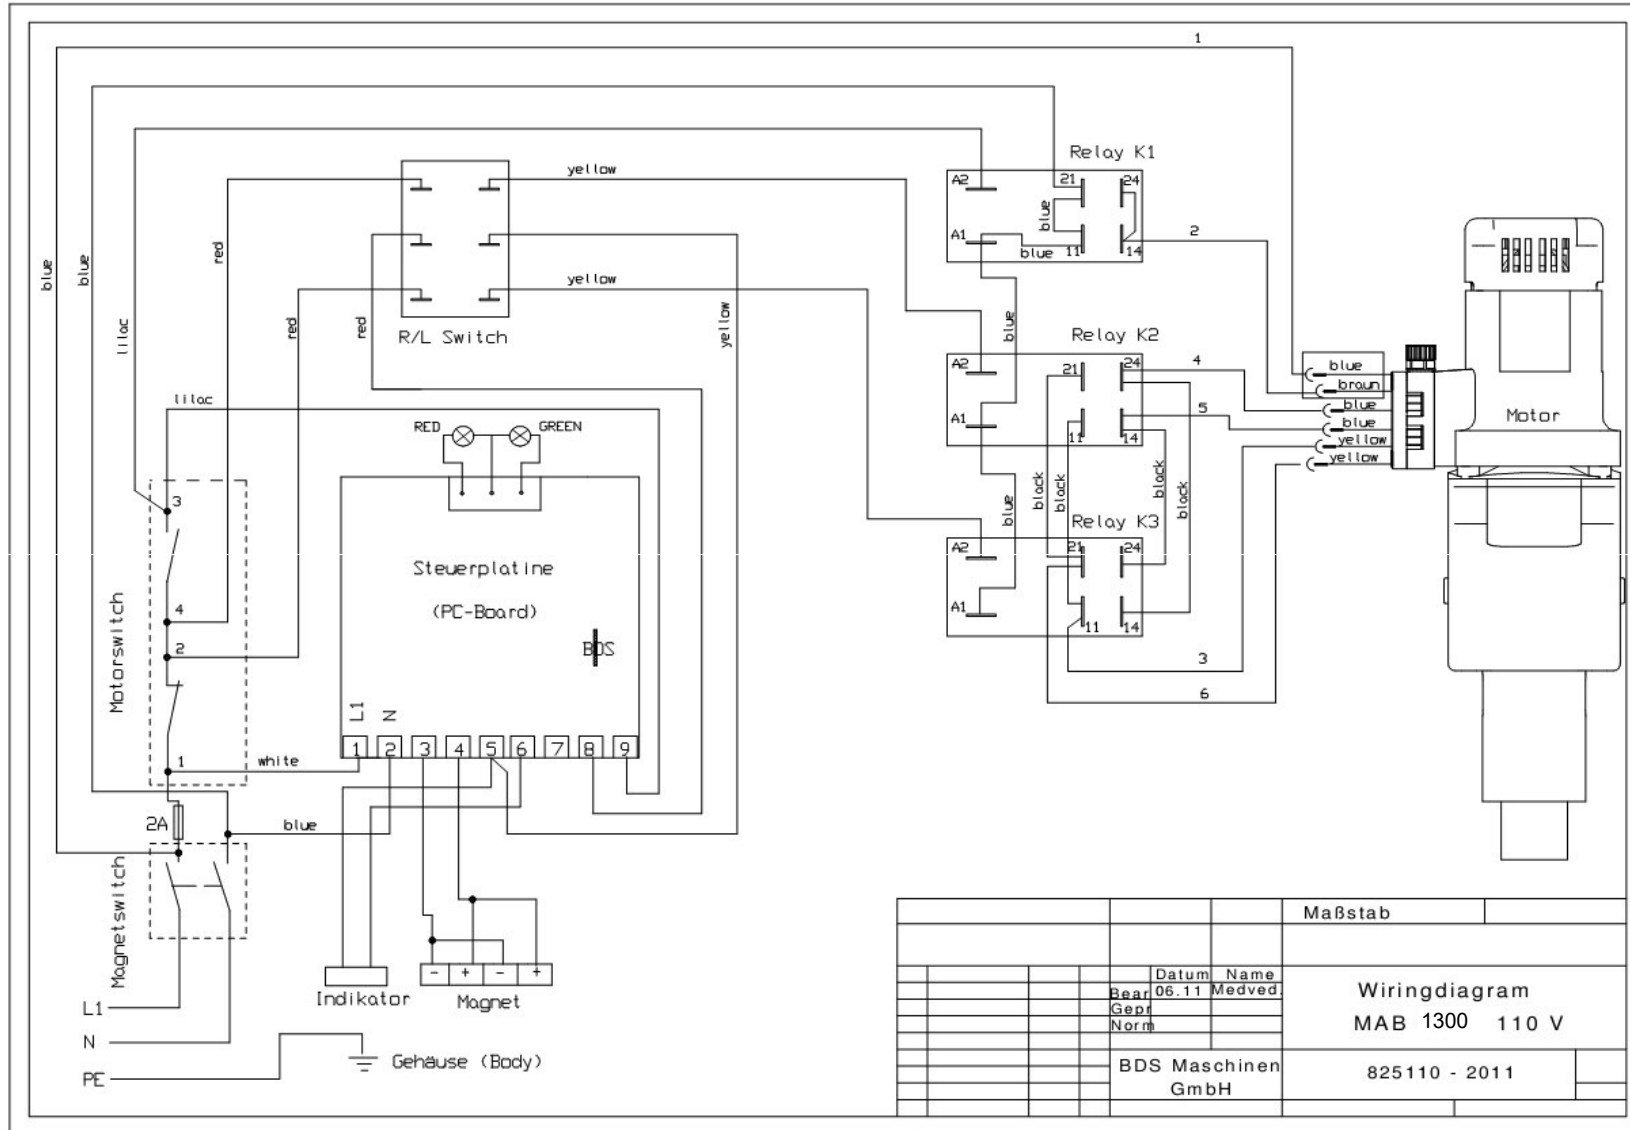 1
Relay K1
yellow
A2
21
24
blue
A1
11
blue
14
2
red
blue
blue
lilac
yellow
R/L Switch
red
red
yellow
blue
Relay K2
A2
21
24
4
A1
11
14
5
blue
braun
blue
blue
yellow
yellow
Motor
lilac
RED
GREEN
blue
black
black
black
black
Relay K3
A2
21
24
A1
11
14
3
6
Motorswitch
3
4
2
1
Steuerplatine
(PC-Board)
BDS
L1
N
1 2 3 4 5 6 7 8 9
white
2A
blue
Magnetswitch
L1
N
PE
Indikator
- + - +
Magnet
Gehäuse (Body)
Maßstab
Datum Name
Bear 06.11 Medved.
Gepr
Norm
Wiringdiagram
MAB 1300 110 V
BDS Maschinen
GmbH
825110 - 2011